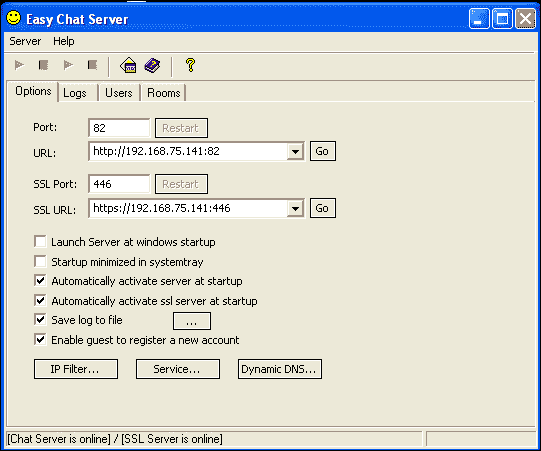 Easy Chat Server
Server Help
Options Logs Users Rooms
Port: 82 Restart
URL: http://192.168.75.141:82 Go
SSL Port: 446 Restart
SSL URL: https://192.168.75.141:446 Go
Launch Server at windows startup
Startup minimized in systemtray
Automatically activate server at startup
Automatically activate ssl server at startup
Save log to file ...
Enable guest to register a new account
IP Filter... Service... Dynamic DNS...
[Chat Server is online] / [SSL Server is online]